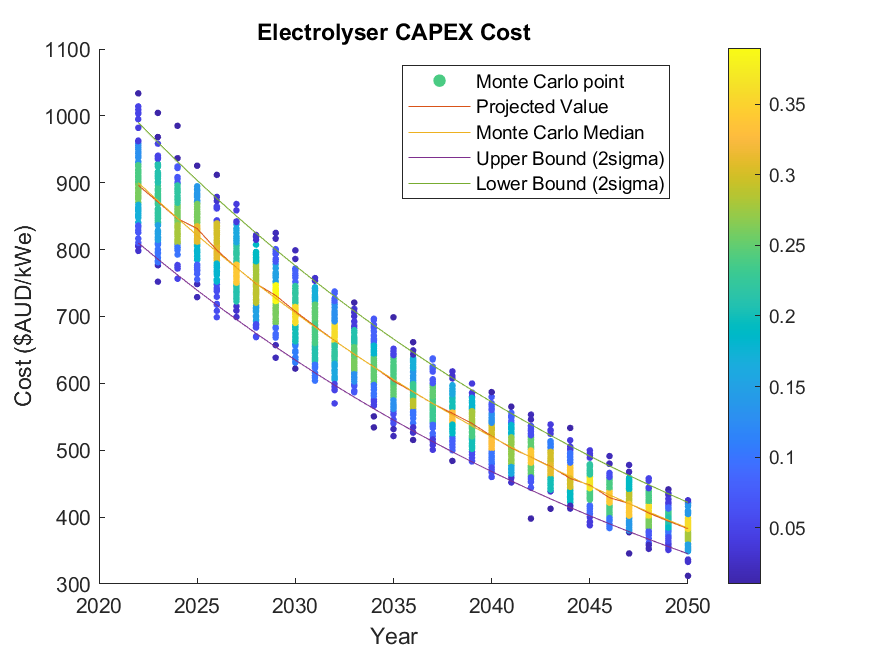 Electrolyser CAPEX Cost
1100
1000
900
800
700
600
500
400
300
Cost ($AUD/kWe)
2020
2025
2030
2035
2040
2045
2050
Year
Monte Carlo point
Projected Value
Monte Carlo Median
Upper Bound (2sigma)
Lower Bound (2sigma)
0.35
0.3
0.25
0.2
0.15
0.1
0.05